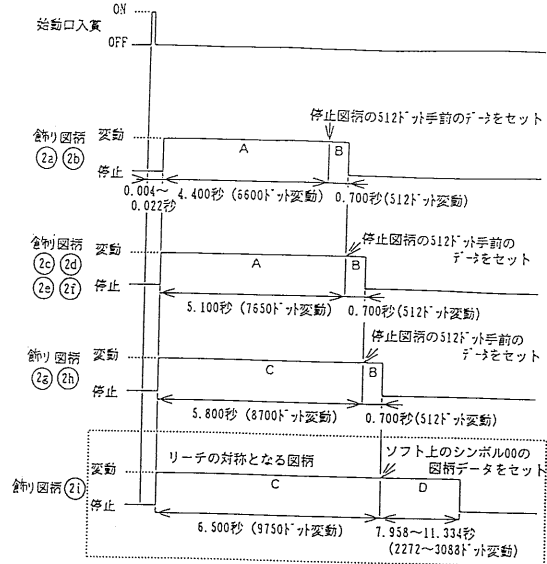 ON
始動口入賞
OFF
停止図柄の512ドット手前のデータをセット
飾り図柄 変動
2a 2b
A B
停止
0.004~ 4.400秒 (6600ドット変動) 0.700秒(512ドット変動)
0.022秒
停止図柄の512ドット手前の
データをセット
飾り図柄 変動
2c 2d
A B
2e 2f 停止
5.100秒 (7650ドット変動) 0.700秒(512ドット変動)
停止図柄の512ドット手前の
データをセット
変動
飾り図柄
2g 2h
C B
停止
5.800秒 (8700ドット変動) 0.700秒(512ドット変動)
ソフト上のシンボル00の
図柄データをセット
変動 リーチの対称となる図柄
飾り図柄 2i
C D
停止
6.500秒 (9750ドット変動) 7.958~11.334秒
(2272~3088ドット変動)